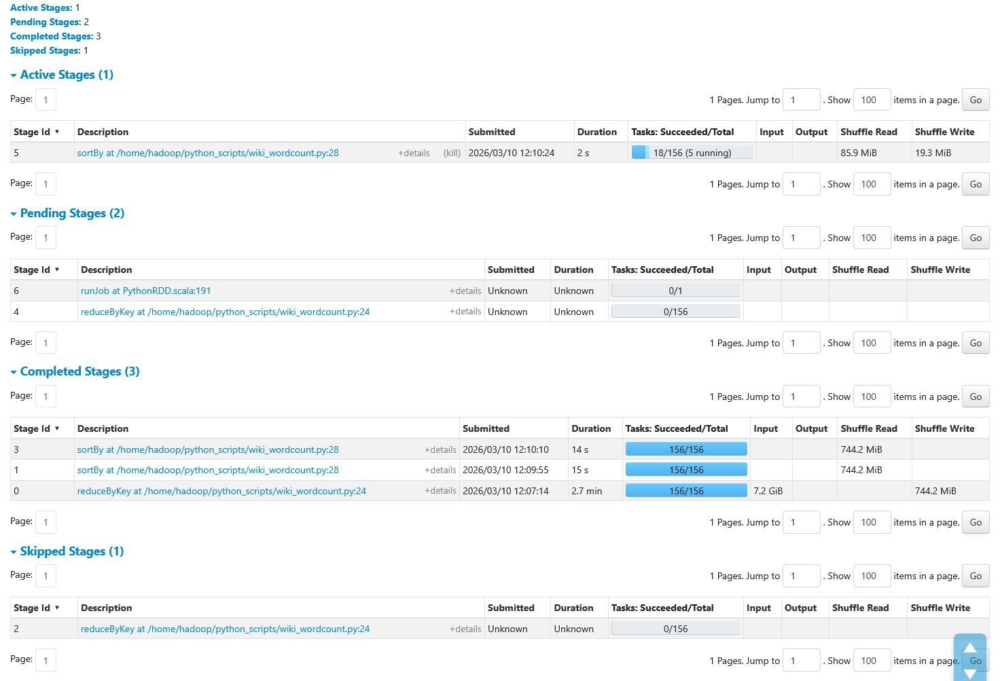 Active Stages: 1
Pending Stages: 2
Completed Stages: 3
Skipped Stages: 1
Active Stages (1)
Page: 1 1 Pages. Jump to 1 . Show 100 items in a page. Go
Stage Id ▾ Description Submitted Duration Tasks: Succeeded/Total Input Output Shuffle Read Shuffle Write
5 sortBy at /home/hadoop/python_scripts/wiki_wordcount.py:28 +details (kill) 2026/03/10 12:10:24 2 s 18/156 (5 running) 85.9 MiB 19.3 MiB
Page: 1 1 Pages. Jump to 1 . Show 100 items in a page. Go
Pending Stages (2)
Page: 1 1 Pages. Jump to 1 . Show 100 items in a page. Go
Stage Id ▾ Description Submitted Duration Tasks: Succeeded/Total Input Output Shuffle Read Shuffle Write
6 runJob at PythonRDD.scala:191 +details Unknown Unknown 0/1
4 reduceByKey at /home/hadoop/python_scripts/wiki_wordcount.py:24 +details Unknown Unknown 0/156
Page: 1 1 Pages. Jump to 1 . Show 100 items in a page. Go
Completed Stages (3)
Page: 1 1 Pages. Jump to 1 . Show 100 items in a page. Go
Stage Id ▾ Description Submitted Duration Tasks: Succeeded/Total Input Output Shuffle Read Shuffle Write
3 sortBy at /home/hadoop/python_scripts/wiki_wordcount.py:28 +details 2026/03/10 12:10:10 14 s 156/156 744.2 MiB
1 sortBy at /home/hadoop/python_scripts/wiki_wordcount.py:28 +details 2026/03/10 12:09:55 15 s 156/156 744.2 MiB
0 reduceByKey at /home/hadoop/python_scripts/wiki_wordcount.py:24 +details 2026/03/10 12:07:14 2.7 min 156/156 7.2 GiB 744.2 MiB
Page: 1 1 Pages. Jump to 1 . Show 100 items in a page. Go
Skipped Stages (1)
Page: 1 1 Pages. Jump to 1 . Show 100 items in a page. Go
Stage Id ▾ Description Submitted Duration Tasks: Succeeded/Total Input Output Shuffle Read Shuffle Write
2 reduceByKey at /home/hadoop/python_scripts/wiki_wordcount.py:24 +details Unknown Unknown 0/156
Page: 1 1 Pages. Jump to 1 . Show 100 items in a page. Go